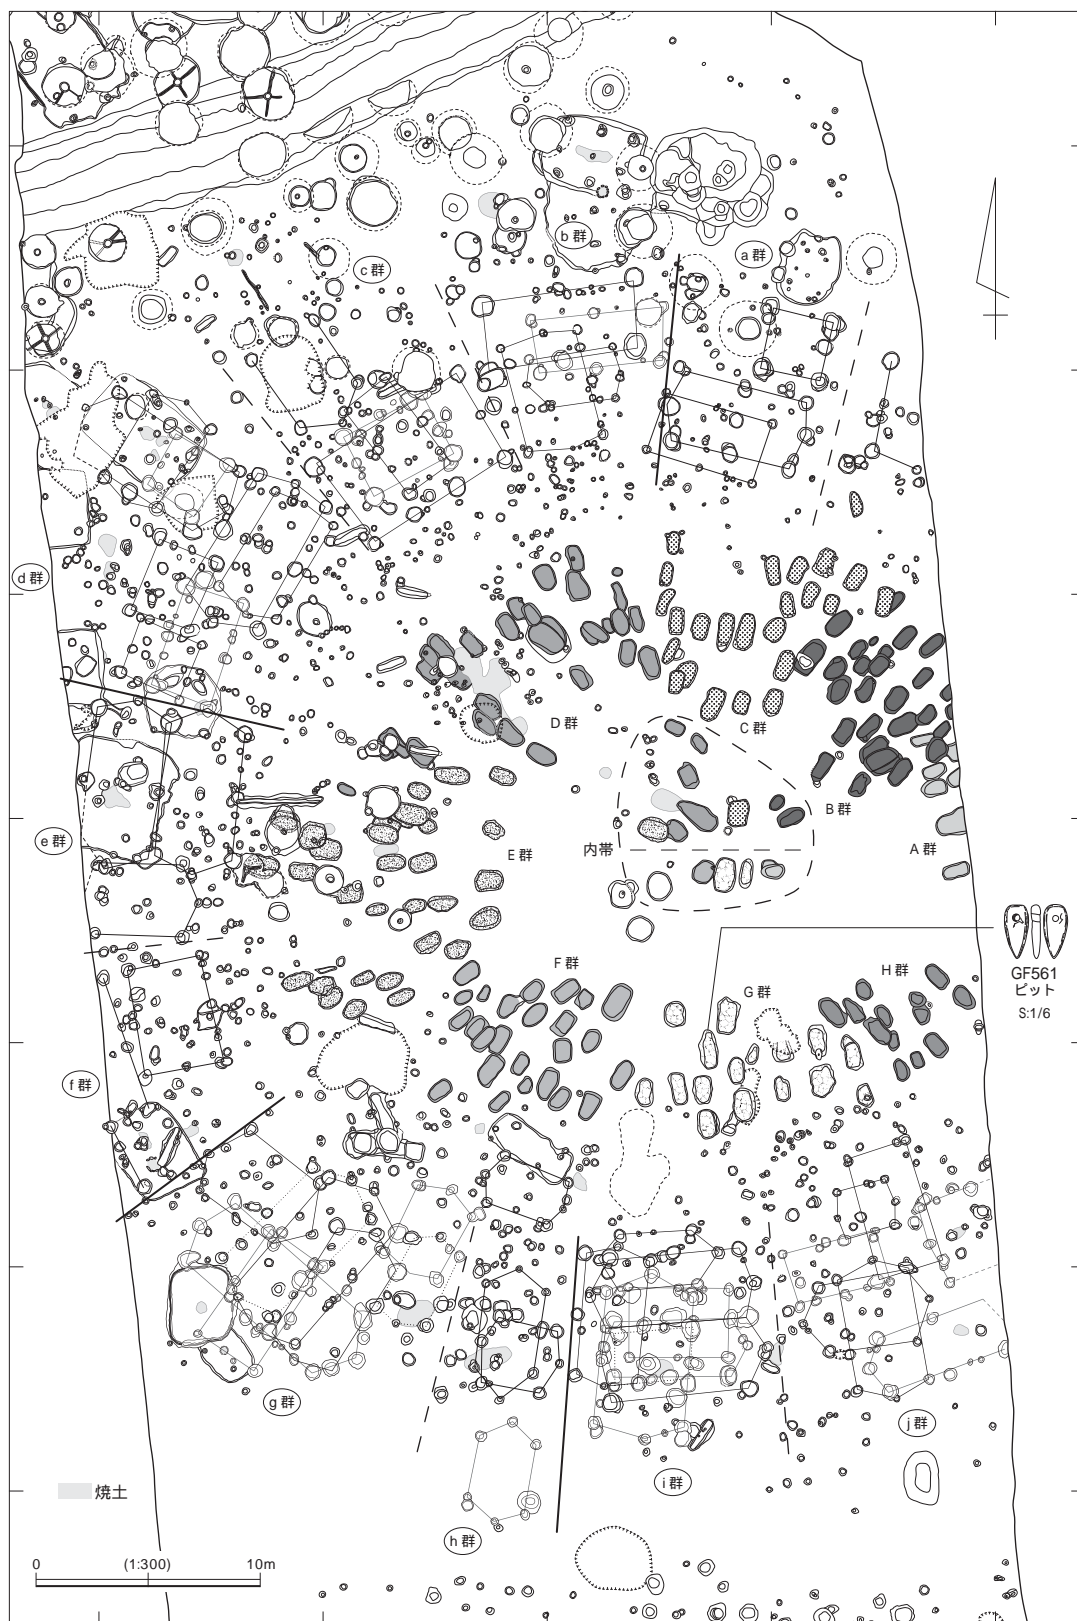 b 群
a 群
c 群
d 群
D 群
C 群
B 群
e 群
E 群
内帯
A 群
F 群
H 群
GF561
ピット
S:1/6
G 群
f 群
g 群
j 群
i 群
焼土
h 群
0 (1:300) 10m